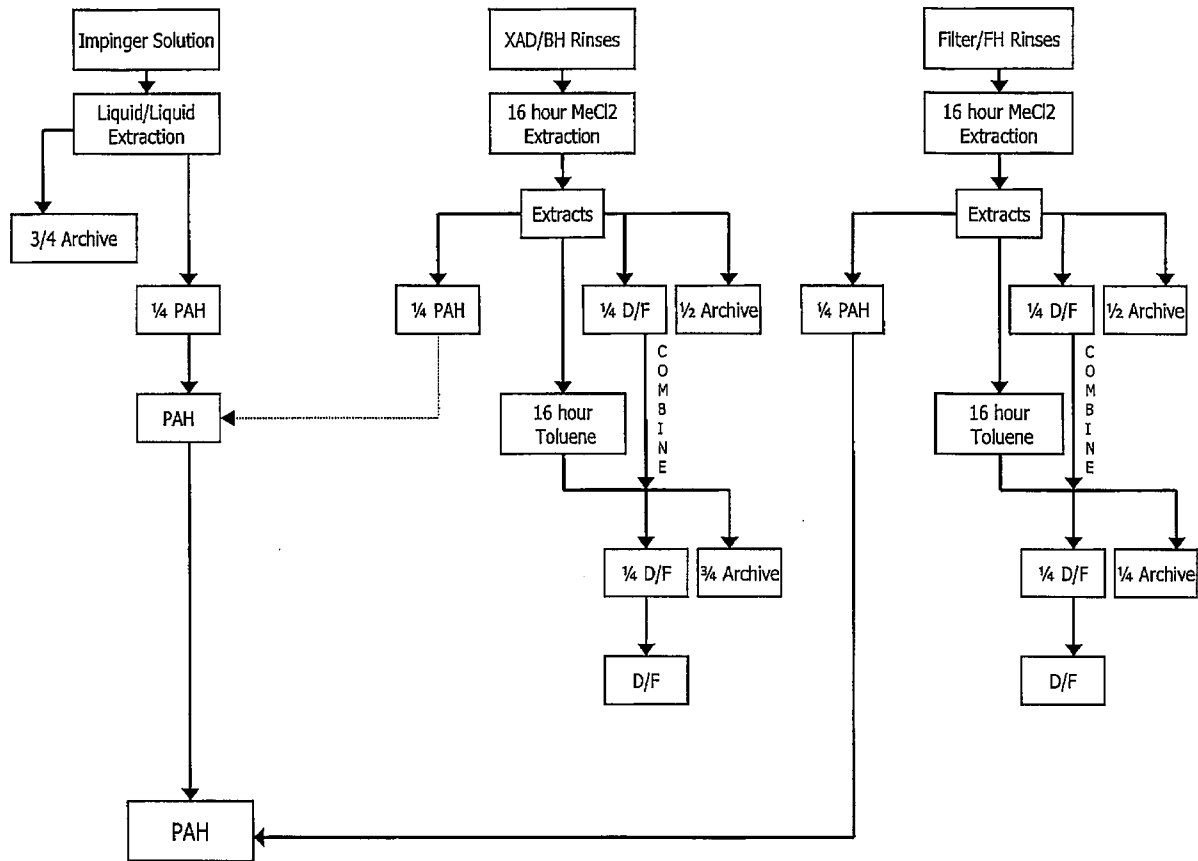 Impinger Solution
XAD/BH Rinses
Filter/FH Rinses
Liquid/Liquid
Extraction
16 hour MeCl2
Extraction
16 hour MeCl2
Extraction
3/4 Archive
Extracts
Extracts
¼ PAH
¼ PAH
¼ D/F
½ Archive
¼ PAH
¼ D/F
½ Archive
PAH
16 hour
Toluene
COMBINE
16 hour
Toluene
COMBINE
¼ D/F
¾ Archive
¼ D/F
¼ Archive
D/F
D/F
PAH